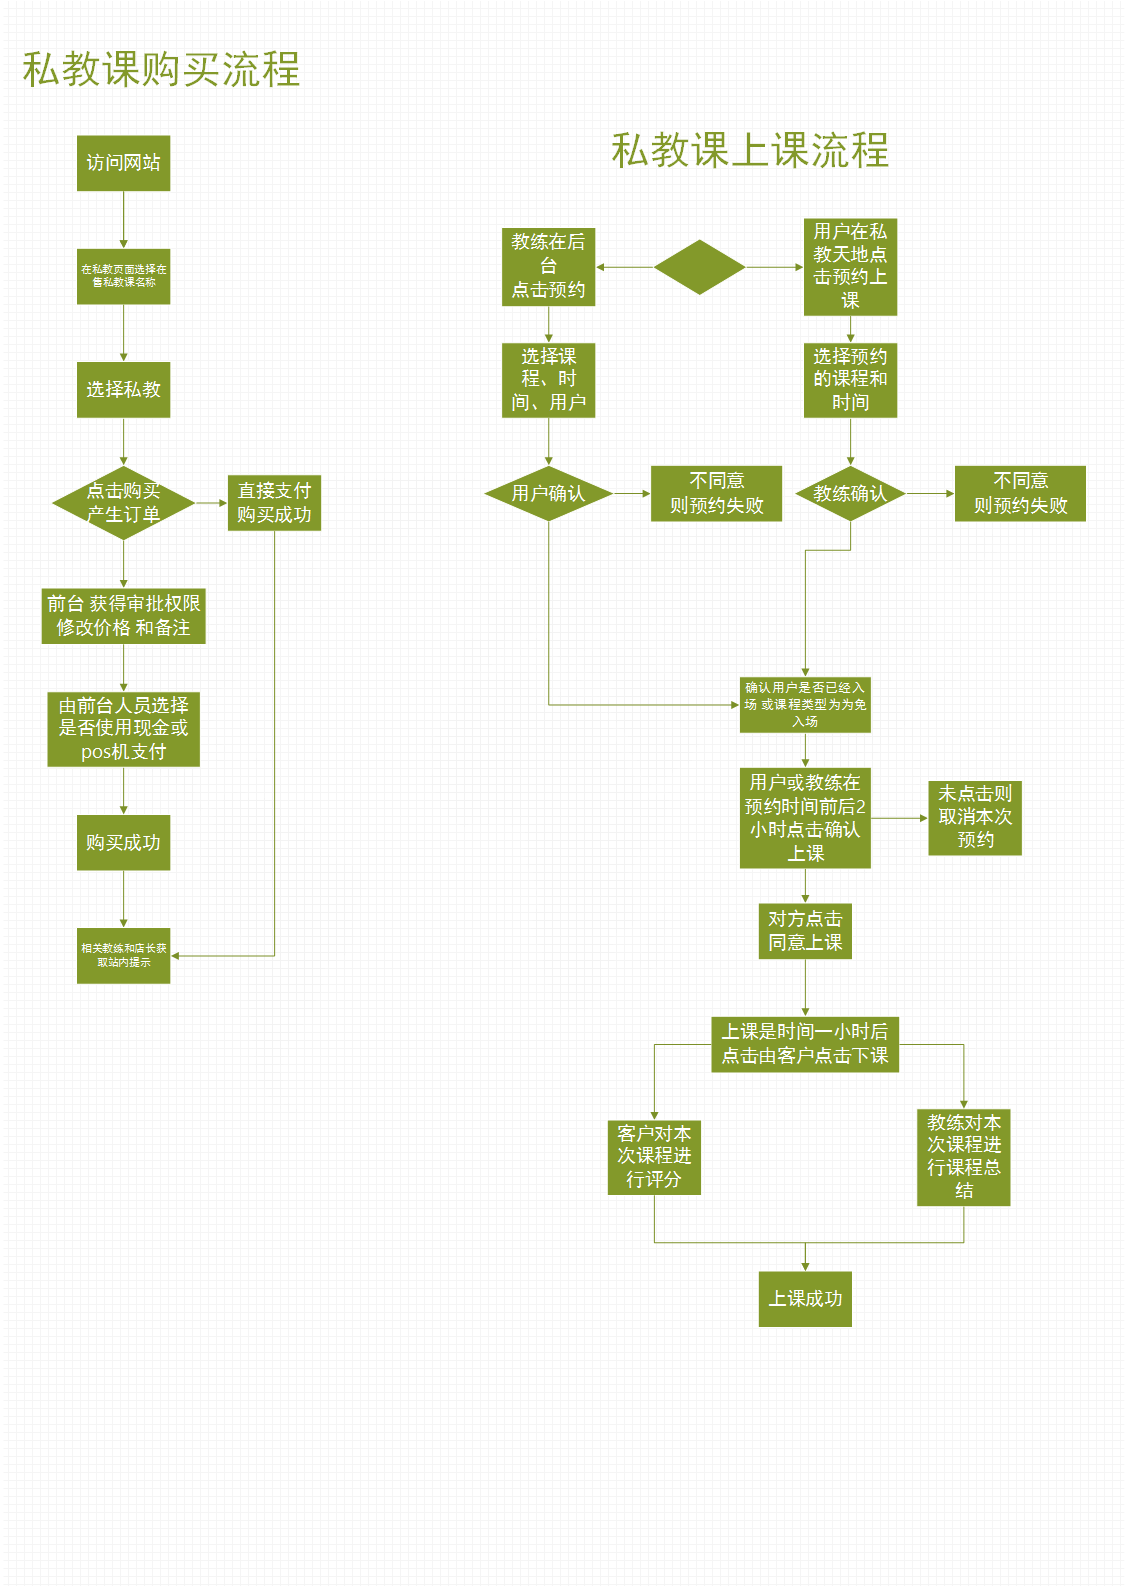 私教课购买流程
访问网站
在私教页面选择在
售私教课名称
选择私教
点击购买
产生订单
直接支付
购买成功
前台 获得审批权限
修改价格 和备注
由前台人员选择
是否使用现金或
pos机支付
购买成功
相关教练和店长获
取站内提示
私教课上课流程
教练在后
台
点击预约
用户在私
教天地点
击预约上
课
选择课
程、时
间、用户
选择预约
的课程和
时间
用户确认
不同意
则预约失败
教练确认
不同意
则预约失败
确认用户是否已经入
场 或课程类型为为免
入场
用户或教练在
预约时间前后2
小时点击确认
上课
未点击则
取消本次
预约
对方点击
同意上课
上课是时间一小时后
点击由客户点击下课
客户对本
次课程进
行评分
教练对本
次课程进
行课程总
结
上课成功